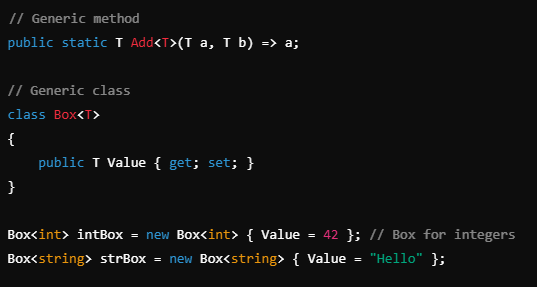 // Generic method
public static T Add<T>(T a, T b) => a;
// Generic class
class Box<T>
{
public T Value { get; set; }
}
Box<int> intBox = new Box<int> { Value = 42 }; // Box for integers
Box<string> strBox = new Box<string> { Value = "Hello" };